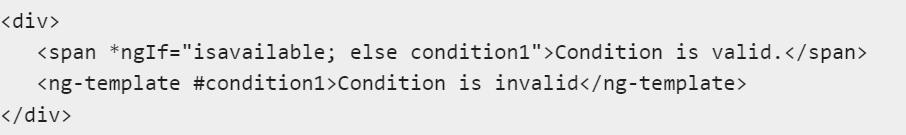 <div>
<span *ngIf="isavailable; else condition1">Condition is valid.</span>
<ng-template #condition1>Condition is invalid</ng-template>
</div>